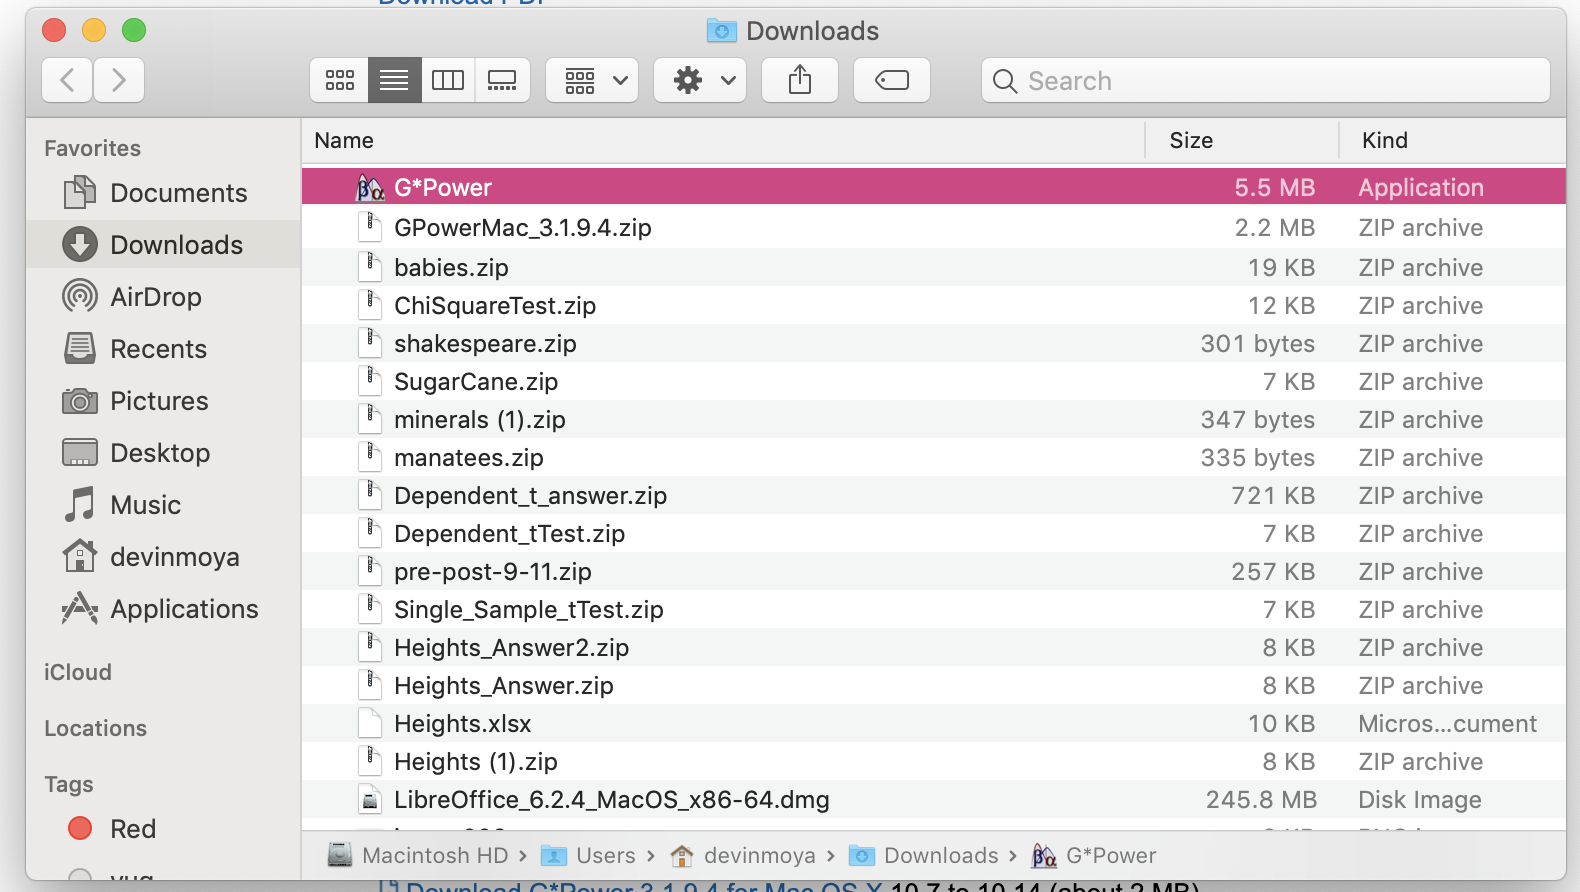 Downloads
Search
Favorites
Documents
Downloads
AirDrop
Recents
Pictures
Desktop
Music
devinmoya
Applications
iCloud
Locations
Tags
Red
Name Size Kind
G*Power 5.5 MB Application
GPowerMac_3.1.9.4.zip 2.2 MB ZIP archive
babies.zip 19 KB ZIP archive
ChiSquareTest.zip 12 KB ZIP archive
shakespeare.zip 301 bytes ZIP archive
SugarCane.zip 7 KB ZIP archive
minerals (1).zip 347 bytes ZIP archive
manatees.zip 335 bytes ZIP archive
Dependent_t_answer.zip 721 KB ZIP archive
Dependent_tTest.zip 7 KB ZIP archive
pre-post-9-11.zip 257 KB ZIP archive
Single_Sample_tTest.zip 7 KB ZIP archive
Heights_Answer2.zip 8 KB ZIP archive
Heights_Answer.zip 8 KB ZIP archive
Heights.xlsx 10 KB Micros...cument
Heights (1).zip 8 KB ZIP archive
LibreOffice_6.2.4_MacOS_x86-64.dmg 245.8 MB Disk Image
Macintosh HD › Users › devinmoya › Downloads › G*Power
Download G*Power 3.1.9.4 for Mac OS X 10.7 to 10.14 (about 2 MB)